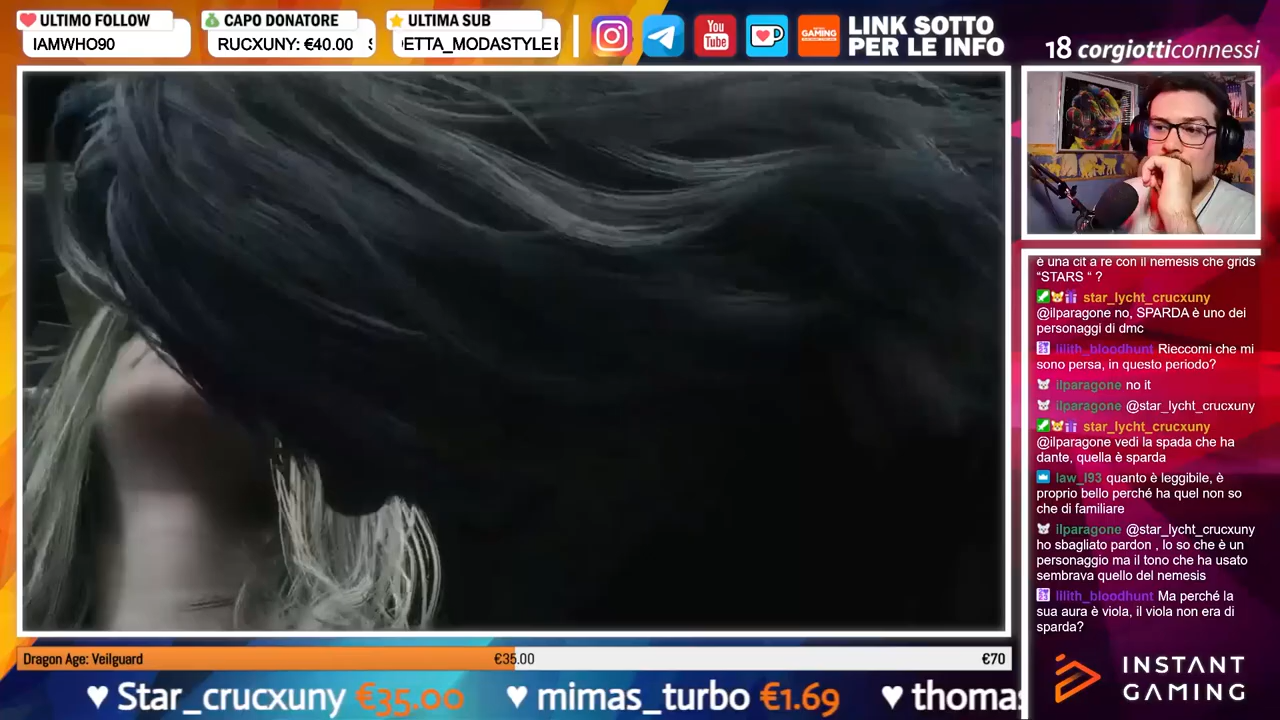 ULTIMO FOLLOW
IAMWHO90
CAPO DONATORE
RUCXUNY: €40.00
ULTIMA SUB
ETTA_MODASTYLE
You
Tube
GAMING
LINK SOTTO
PER LE INFO
18 corgiotticonnessi
è una cit a re con il nemesis che grids
“STARS “ ?
star_lycht_crucxuny
@ilparagone no, SPARDA è uno dei
personaggi di dmc
lilith_bloodhunt Rieccomi che mi
sono persa, in questo periodo?
ilparagone no it
ilparagone @star_lycht_crucxuny
star_lycht_crucxuny
@ilparagone vedi la spada che ha
dante, quella è sparda
law_l93 quanto è leggibile, è
proprio bello perché ha quel non so
che di familiare
ilparagone @star_lycht_crucxuny
ho sbagliato pardon , lo so che è un
personaggio ma il tono che ha usato
sembrava quello del nemesis
lilith_bloodhunt Ma perché la
sua aura è viola, il viola non era di
sparda?
Dragon Age: Veilguard €35.00 €70
♥ Star_crucxuny €35.00 ♥ mimas_turbo €1.69 ♥ thomas
INSTANT
GAMING